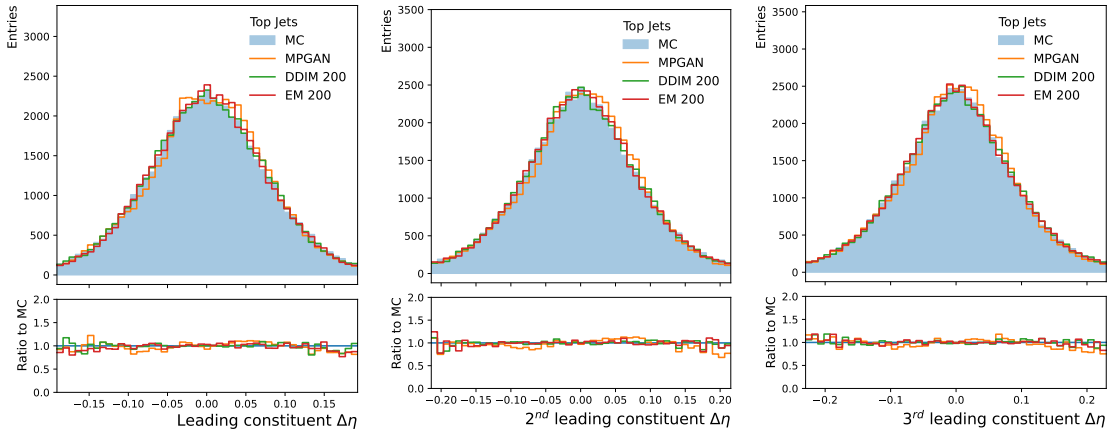 Entries
3000
2500
2000
1500
1000
500
0
Top Jets
MC
MPGAN
DDIM 200
EM 200
Ratio to MC
2.0
1.5
1.0
0.5
0.0
−0.15 −0.10 −0.05 0.00 0.05 0.10 0.15
Leading constituent Δη
Entries
3500
3000
2500
2000
1500
1000
500
0
Top Jets
MC
MPGAN
DDIM 200
EM 200
Ratio to MC
2.0
1.5
1.0
0.5
0.0
−0.20 −0.15 −0.10 −0.05 0.00 0.05 0.10 0.15 0.20
2nd leading constituent Δη
Entries
3500
3000
2500
2000
1500
1000
500
0
Top Jets
MC
MPGAN
DDIM 200
EM 200
Ratio to MC
2.0
1.5
1.0
0.5
0.0
−0.2 −0.1 0.0 0.1 0.2
3rd leading constituent Δη